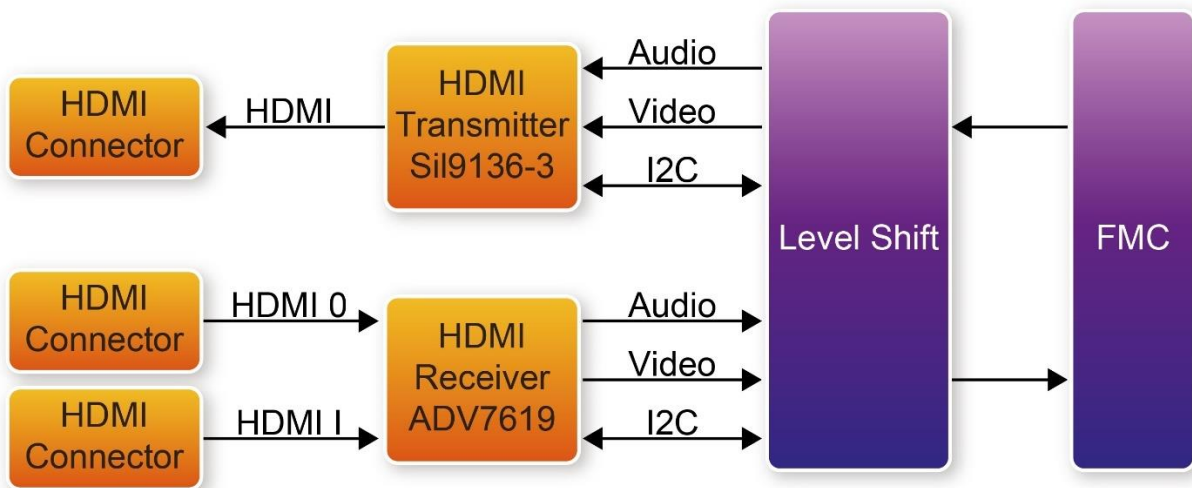 HDMI
Connector
HDMI
HDMI
Transmitter
Sil9136-3
Audio
Video
I2C
Level Shift
FMC
HDMI
Connector
HDMI 0
HDMI
Connector
HDMI I
HDMI
Receiver
ADV7619
Audio
Video
I2C